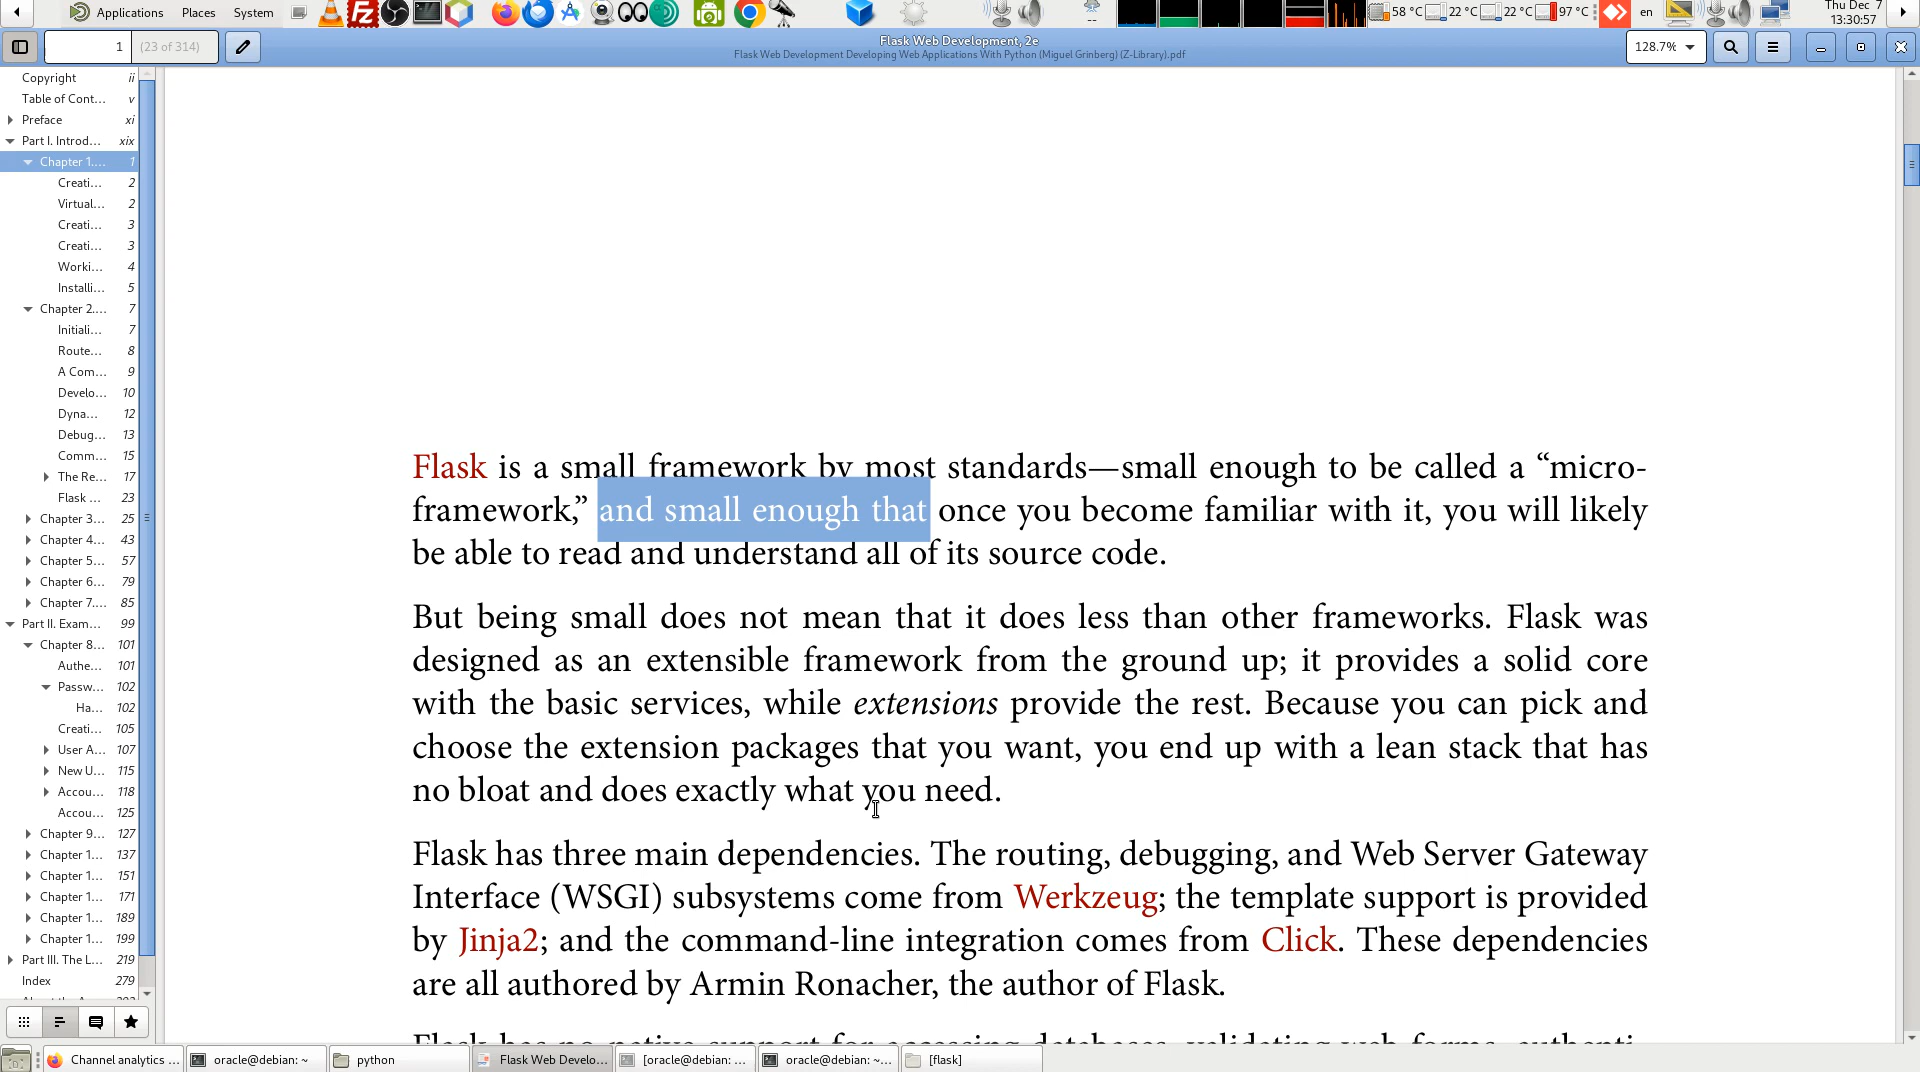 Applications Places System
58 °C 22 °C 22 °C 97 °C en Thu Dec 7
13:30:57
1 (23 of 314)
Flask Web Development, 2e
Flask Web Development Developing Web Applications With Python (Miguel Grinberg) (Z-Library).pdf
128.7%
Copyright ii
Table of Cont... v
Preface xi
Part I. Introd... xix
Chapter 1.... 1
Creati... 2
Virtual... 2
Creati... 3
Creati... 3
Worki... 4
Installi... 5
Chapter 2.... 7
Initiali... 7
Route... 8
A Com... 9
Develo... 10
Dyna... 12
Debug... 13
Comm... 15
The Re... 17
Flask ... 23
Chapter 3... 25
Chapter 4... 43
Chapter 5... 57
Chapter 6... 79
Chapter 7.... 85
Part II. Exam... 99
Chapter 8... 101
Authe... 101
Passw... 102
Ha... 102
Creati... 105
User A... 107
New U... 115
Accou... 118
Accou... 125
Chapter 9... 127
Chapter 1... 137
Chapter 1... 151
Chapter 1... 171
Chapter 1... 189
Chapter 1... 199
Part III. The L... 219
Index 279
Flask is a small framework by most standards—small enough to be called a “micro-
framework,” and small enough that once you become familiar with it, you will likely
be able to read and understand all of its source code.
But being small does not mean that it does less than other frameworks. Flask was
designed as an extensible framework from the ground up; it provides a solid core
with the basic services, while extensions provide the rest. Because you can pick and
choose the extension packages that you want, you end up with a lean stack that has
no bloat and does exactly what you need.
Flask has three main dependencies. The routing, debugging, and Web Server Gateway
Interface (WSGI) subsystems come from Werkzeug; the template support is provided
by Jinja2; and the command-line integration comes from Click. These dependencies
are all authored by Armin Ronacher, the author of Flask.
Flask has no native support for accessing databases, validating web forms, authenti-
Channel analytics ... oracle@debian: ~ python Flask Web Develo... [oracle@debian: ... oracle@debian: ~... [flask]